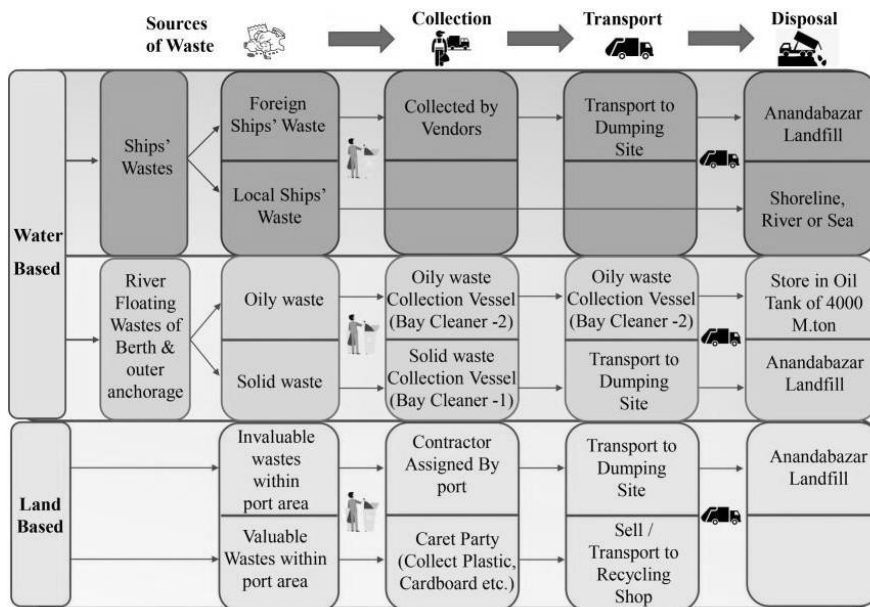 Sources
of Waste
Collection
Transport
Disposal
Water
Based
Ships'
Wastes
Foreign
Ships' Waste
Collected by
Vendors
Transport to
Dumping
Site
Anandabazar
Landfill
Local Ships'
Waste
Shoreline,
River or Sea
River
Floating
Wastes of
Berth &
outer
anchorage
Oily waste
Oily waste
Collection Vessel
(Bay Cleaner -2)
Oily waste
Collection Vessel
(Bay Cleaner -2)
Store in Oil
Tank of 4000
M.ton
Solid waste
Solid waste
Collection Vessel
(Bay Cleaner -1)
Transport to
Dumping
Site
Anandabazar
Landfill
Land
Based
Invaluable
wastes
within
port area
Contractor
Assigned By
port
Transport to
Dumping
Site
Anandabazar
Landfill
Valuable
Wastes within
port area
Caret Party
(Collect Plastic,
Cardboard etc.)
Sell /
Transport to
Recycling
Shop